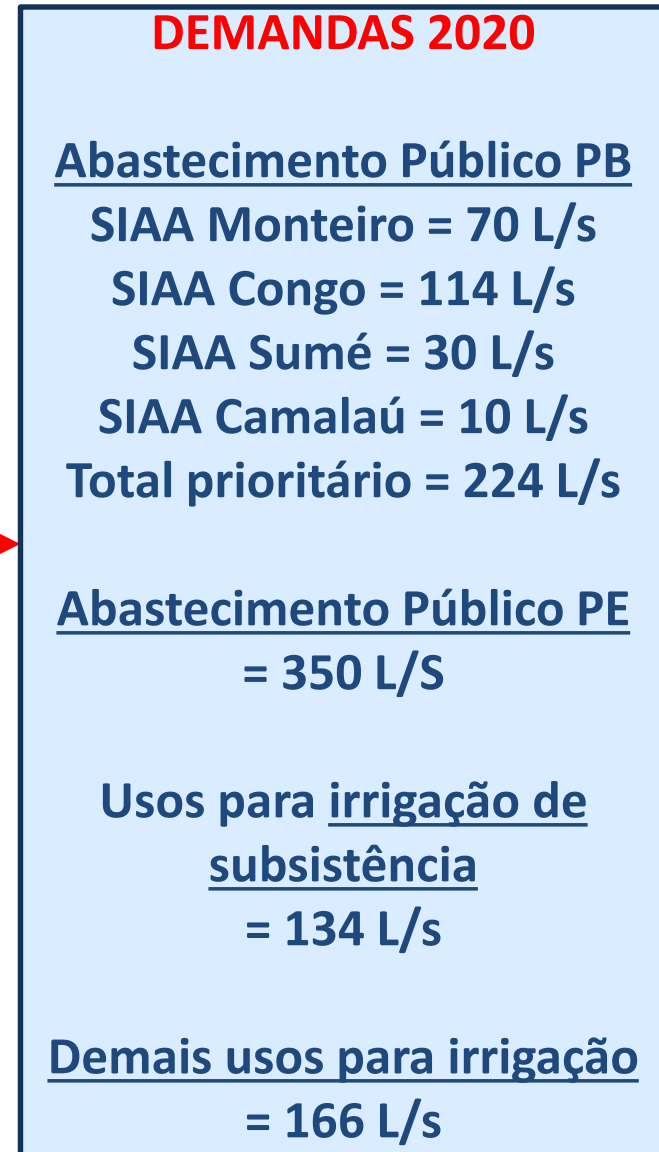 DEMANDAS 2020
Abastecimento Público PB
SIAA Monteiro = 70 L/s
SIAA Congo = 114 L/s
SIAA Sumé = 30 L/s
SIAA Camalaú = 10 L/s
Total prioritário = 224 L/s
Abastecimento Público PE
= 350 L/S
Usos para irrigação de
subsistência
= 134 L/s
Demais usos para irrigação
= 166 L/s